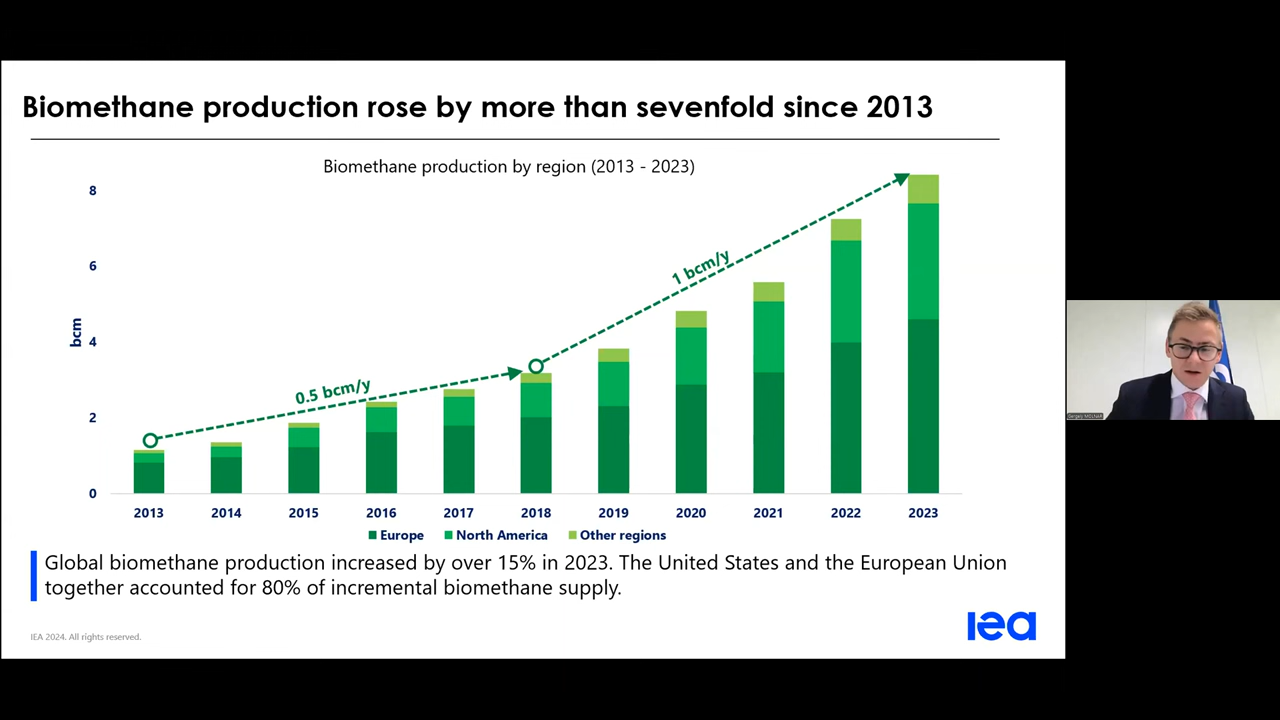 Biomethane production rose by more than sevenfold since 2013
Biomethane production by region (2013 - 2023)
8
6
4
2
0
bcm
0.5 bcm/y
1 bcm/y
2013 2014 2015 2016 2017 2018 2019 2020 2021 2022 2023
Europe North America Other regions
Global biomethane production increased by over 15% in 2023. The United States and the European Union
together accounted for 80% of incremental biomethane supply.
IEA 2024. All rights reserved.
iea